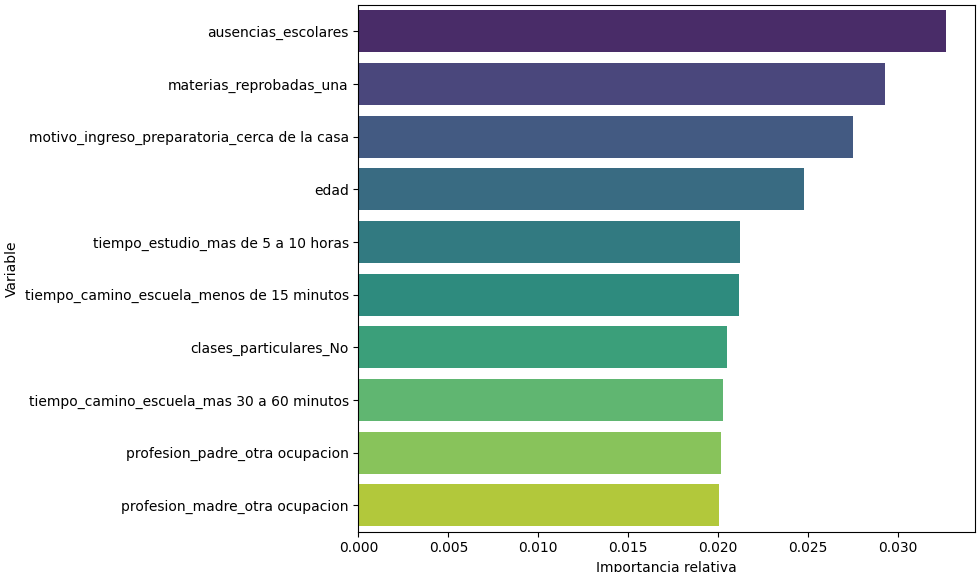 ausencias_escolares
materias_reprobadas_una
motivo_ingreso_preparatoria_cerca de la casa
edad
tiempo_estudio_mas de 5 a 10 horas
tiempo_camino_escuela_menos de 15 minutos
clases_particulares_No
tiempo_camino_escuela_mas 30 a 60 minutos
profesion_padre_otra ocupacion
profesion_madre_otra ocupacion
Variable
0.000 0.005 0.010 0.015 0.020 0.025 0.030
Importancia relativa